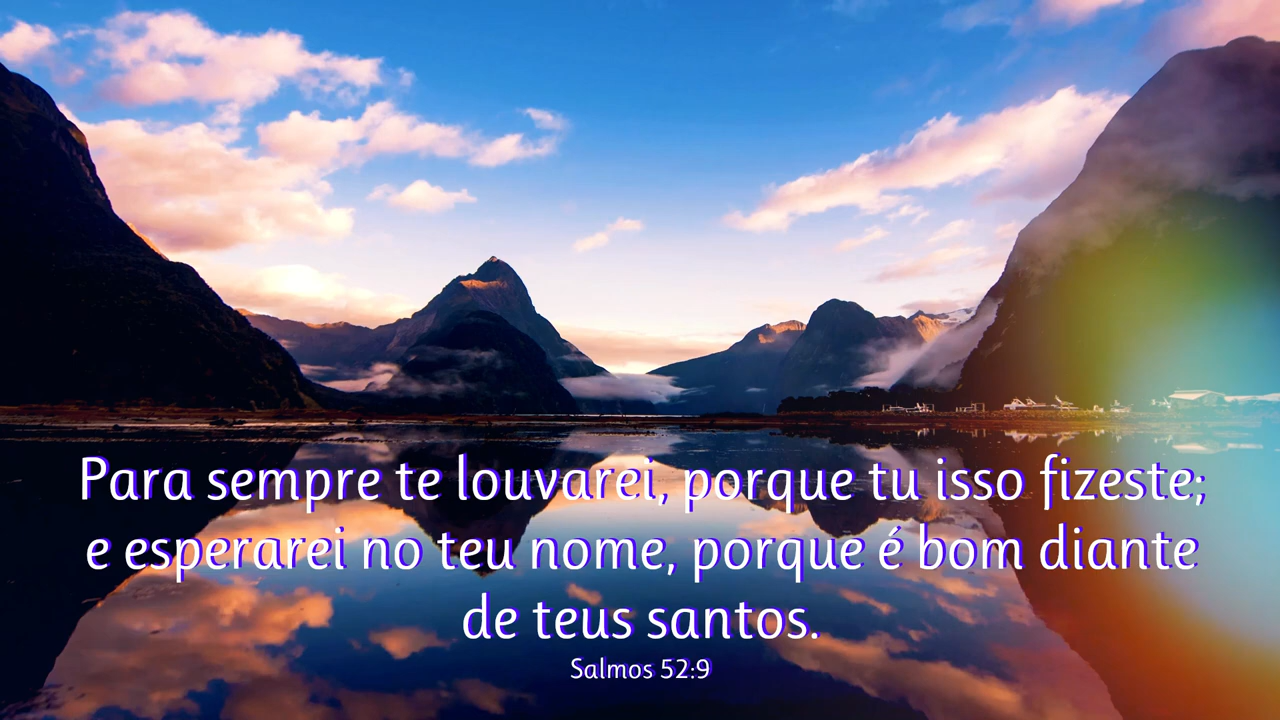 Para sempre te louvarei, porque tu isso fizeste;
e esperarei no teu nome, porque é bom diante
de teus santos.
Salmos 52:9